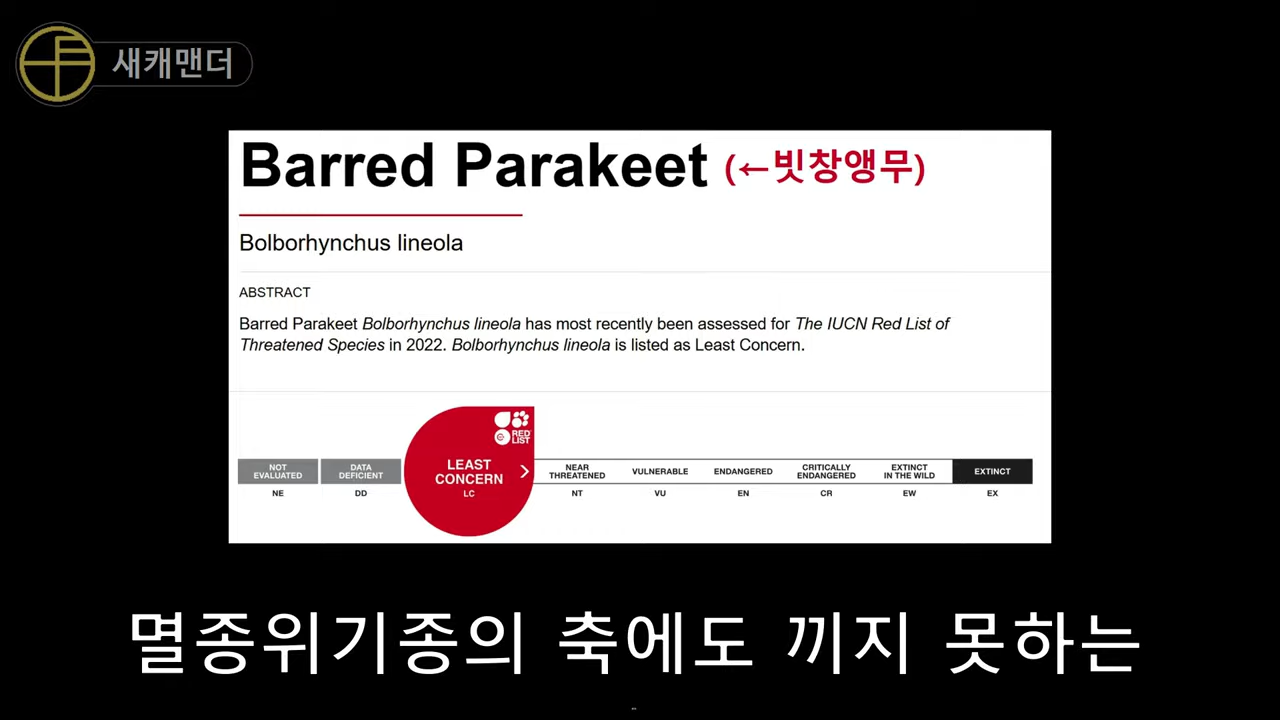 새캐맨더
Barred Parakeet (←빗창앵무)
Bolborhynchus lineola
ABSTRACT
Barred Parakeet Bolborhynchus lineola has most recently been assessed for The IUCN Red List of
Threatened Species in 2022. Bolborhynchus lineola is listed as Least Concern.
RED
LIST
NOT
EVALUATED
NE
DATA
DEFICIENT
DD
LEAST
CONCERN
LC
NEAR
THREATENED
NT
VULNERABLE
VU
ENDANGERED
EN
CRITICALLY
ENDANGERED
CR
EXTINCT
IN THE WILD
EW
EXTINCT
EX
멸종위기종의 축에도 끼지 못하는